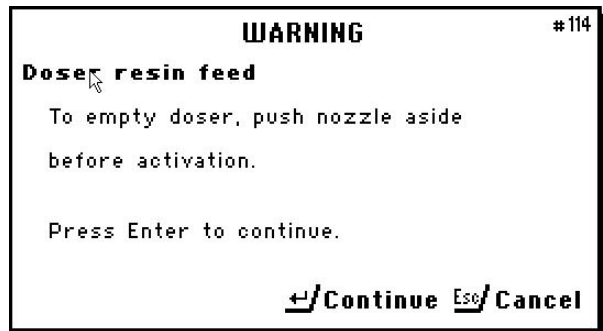 WARNING
#114
Doser resin feed
To empty doser, push nozzle aside
before activation.
Press Enter to continue.
↵/Continue Esc/Cancel